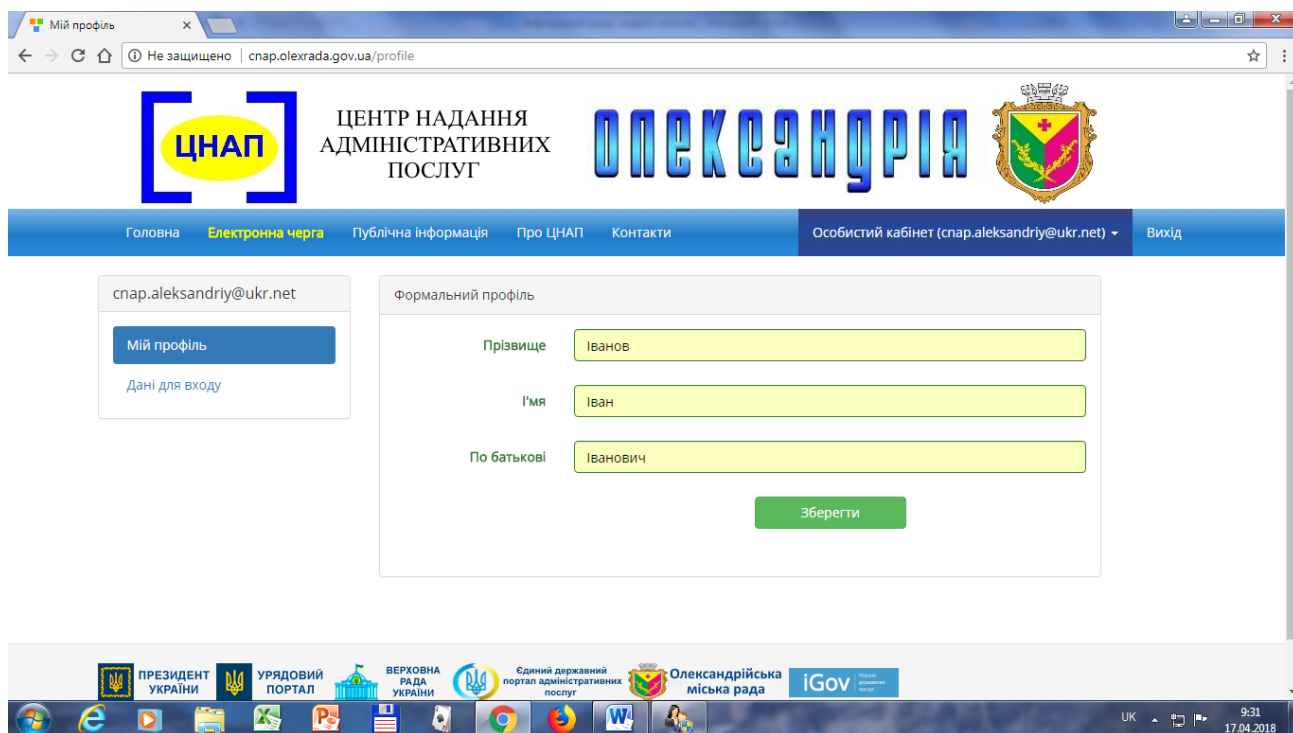 Мій профіль
Не защищено | cnap.olexrada.gov.ua/profile
ЦНАП
ЦЕНТР НАДАННЯ
АДМІНІСТРАТИВНИХ
ПОСЛУГ
Олександрія
Головна Електронна черга Публічна інформація Про ЦНАП Контакти Особистий кабінет (cnap.aleksandriy@ukr.net) Вихід
cnap.aleksandriy@ukr.net
Мій профіль
Дані для входу
Формальний профіль
Прізвище Іванов
І'мя Іван
По батькові Іванович
Зберегти
ПРЕЗИДЕНТ
УКРАЇНИ
УРЯДОВИЙ
ПОРТАЛ
ВЕРХОВНА
РАДА
УКРАЇНИ
Єдиний державний
портал адміністративних
послуг
Олександрійська
міська рада
iGov
Портал
державних
послуг
UK
9:31
17.04.2018